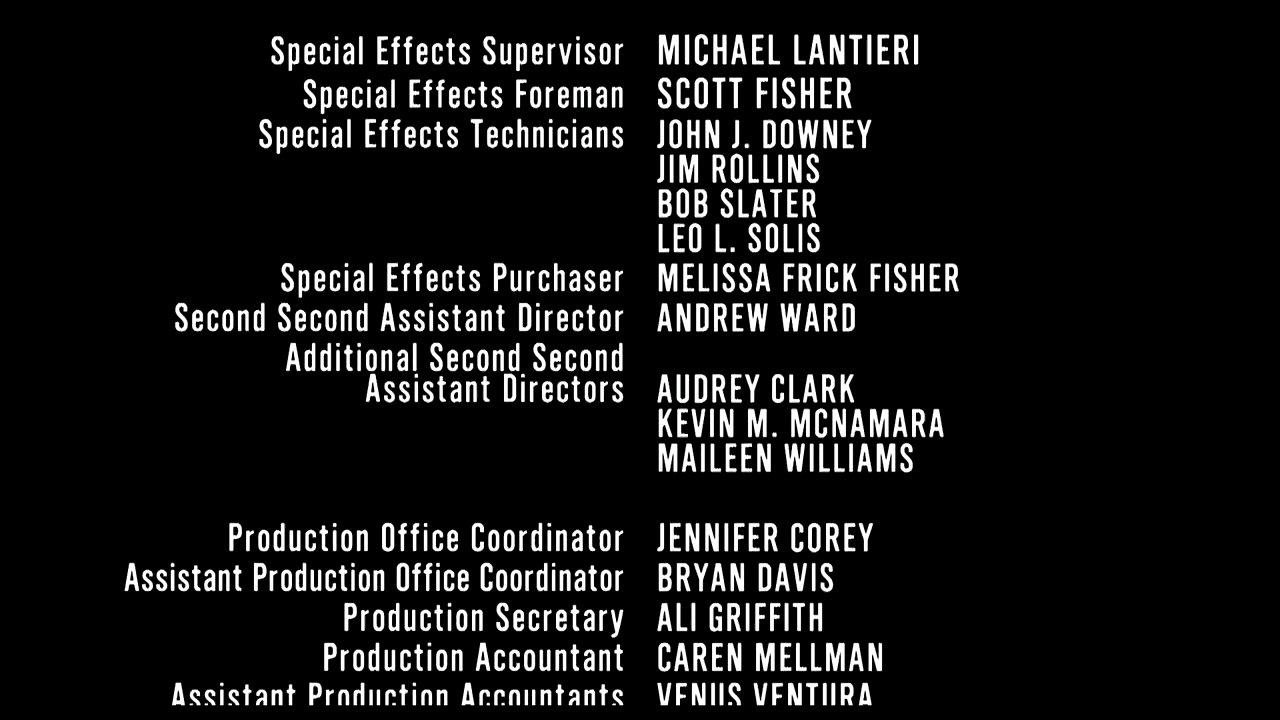 Special Effects Supervisor MICHAEL LANTIERI
Special Effects Foreman SCOTT FISHER
Special Effects Technicians JOHN J. DOWNEY
JIM ROLLINS
BOB SLATER
LEO L. SOLIS
Special Effects Purchaser MELISSA FRICK FISHER
Second Second Assistant Director ANDREW WARD
Additional Second Second
Assistant Directors AUDREY CLARK
KEVIN M. MCNAMARA
MAILEEN WILLIAMS
Production Office Coordinator JENNIFER COREY
Assistant Production Office Coordinator BRYAN DAVIS
Production Secretary ALI GRIFFITH
Production Accountant CAREN MELLMAN
Assistant Production Accountants VENUS VENTURA